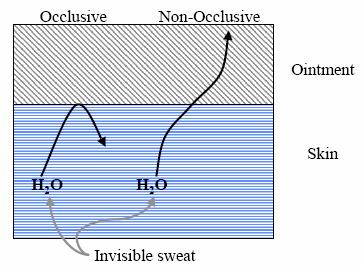 Occlusive Non-Occlusive
Ointment
Skin
H₂O H₂O
Invisible sweat